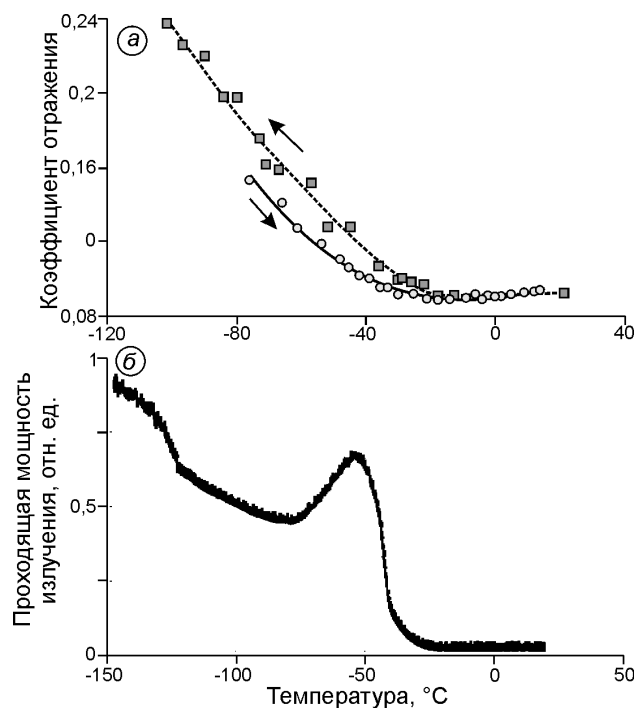 а
Коэффициент отражения
0,24
0,2
0,16
0
0,08
-120 -80 -40 0 40
б
Проходящая мощность
излучения, отн. ед.
1
0,5
0
-150 -100 -50 0 50
Температура, °C